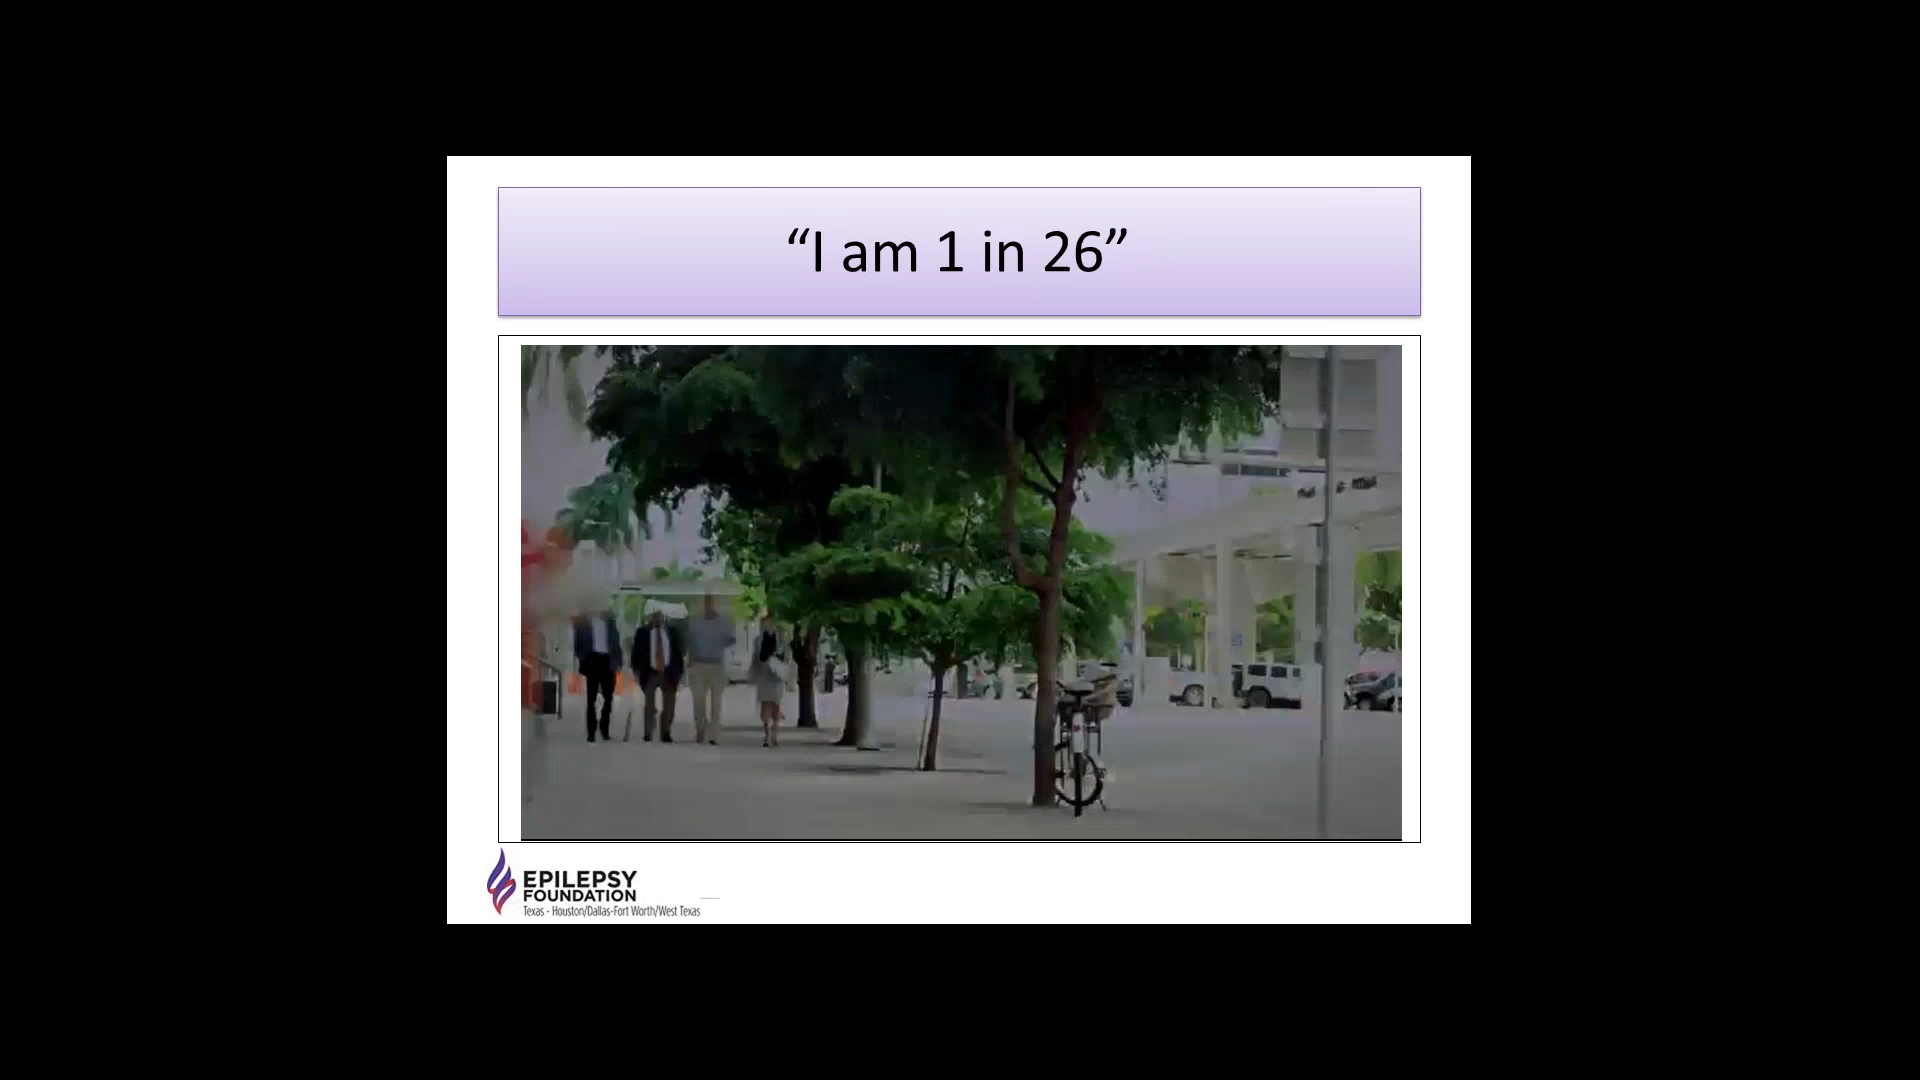 “I am 1 in 26”
EPILEPSY
FOUNDATION
Texas - Houston/Dallas-Fort Worth/West Texas